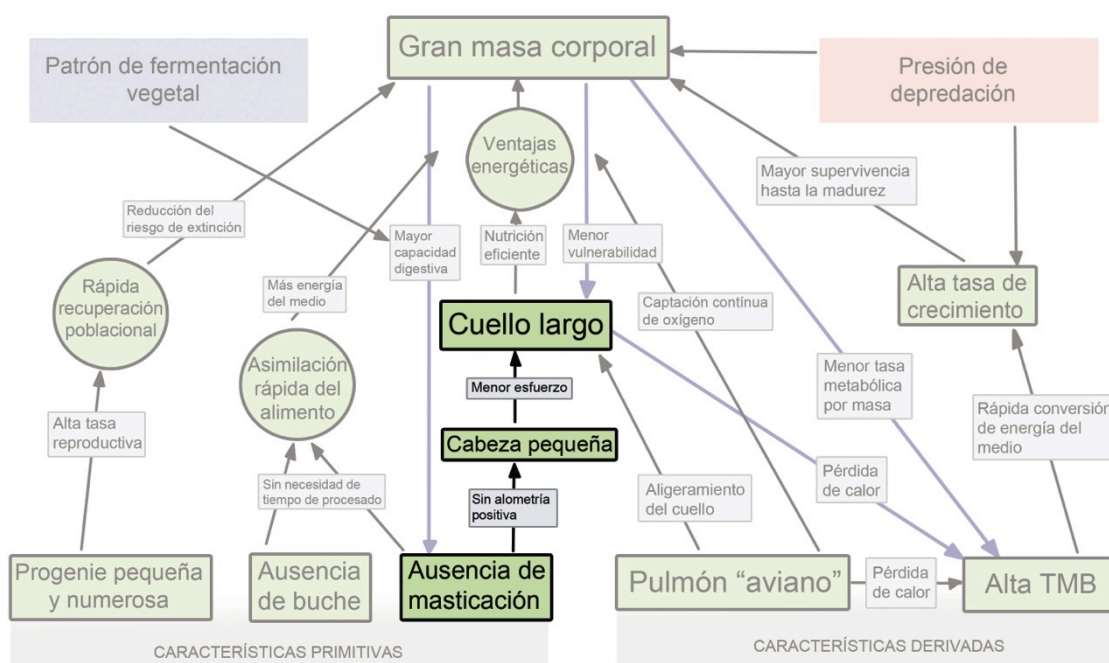 Gran masa corporal
Patrón de fermentación
vegetal
Presión de
depredación
Ventajas
energéticas
Mayor supervivencia
hasta la madurez
Reducción del
riesgo de extinción
Mayor
capacidad
digestiva
Nutrición
eficiente
Menor
vulnerabilidad
Rápida
recuperación
poblacional
Más energía
del medio
Captación contínua
de oxígeno
Alta tasa de
crecimiento
Cuello largo
Asimilación
rápida del
alimento
Menor esfuerzo
Menor tasa
metabólica
por masa
Alta tasa
reproductiva
Cabeza pequeña
Rápida conversión
de energía del
medio
Sin necesidad de
tiempo de procesado
Sin alometría
positiva
Aligeramiento
del cuello
Pérdida
de calor
Progenie pequeña
y numerosa
Ausencia
de buche
Ausencia de
masticación
Pulmón “aviano”
Pérdida
de calor
Alta TMB
CARACTERÍSTICAS PRIMITIVAS
CARACTERÍSTICAS DERIVADAS